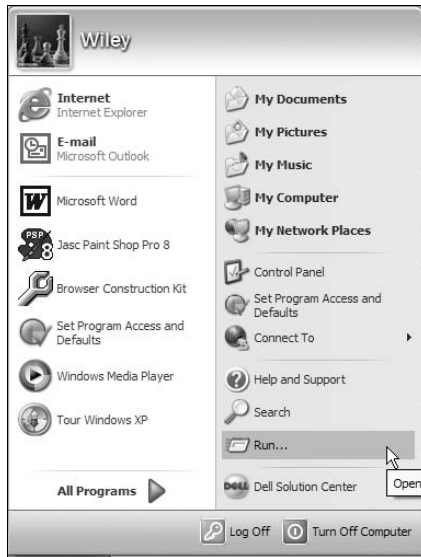 Wiley
Internet
Internet Explorer
E-mail
Microsoft Outlook
Microsoft Word
PSP
8
Jasc Paint Shop Pro 8
Browser Construction Kit
Set Program Access and
Defaults
Windows Media Player
Tour Windows XP
All Programs
My Documents
My Pictures
My Music
My Computer
My Network Places
Control Panel
Set Program Access and
Defaults
Connect To
Help and Support
Search
Run...
Open
DELL Dell Solution Center
Log Off
Turn Off Computer